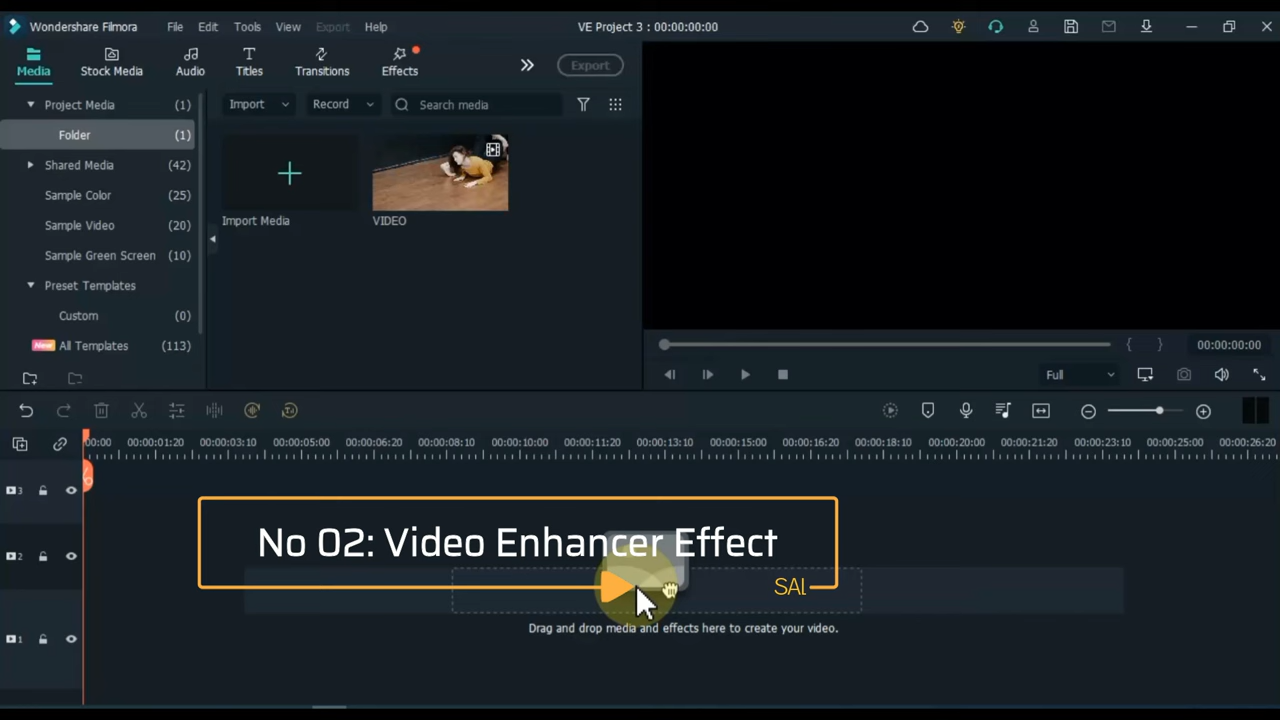 Wondershare Filmora File Edit Tools View Export Help VE Project 3 : 00:00:00:00
Media Stock Media Audio Titles Transitions Effects Export
Project Media (1)
Folder (1)
Shared Media (42)
Sample Color (25)
Sample Video (20)
Sample Green Screen (10)
Preset Templates
Custom (0)
New All Templates (113)
Import Record Search media
Import Media VIDEO
{ } 00:00:00:00
Full
00:00 00:00:01:20 00:00:03:10 00:00:05:00 00:00:06:20 00:00:08:10 00:00:10:00 00:00:11:20 00:00:13:10 00:00:15:00 00:00:16:20 00:00:18:10 00:00:20:00 00:00:21:20 00:00:23:10 00:00:25:00 00:00:26:20
3
No 02: Video Enhancer Effect
2
SAL
Drag and drop media and effects here to create your video.
1